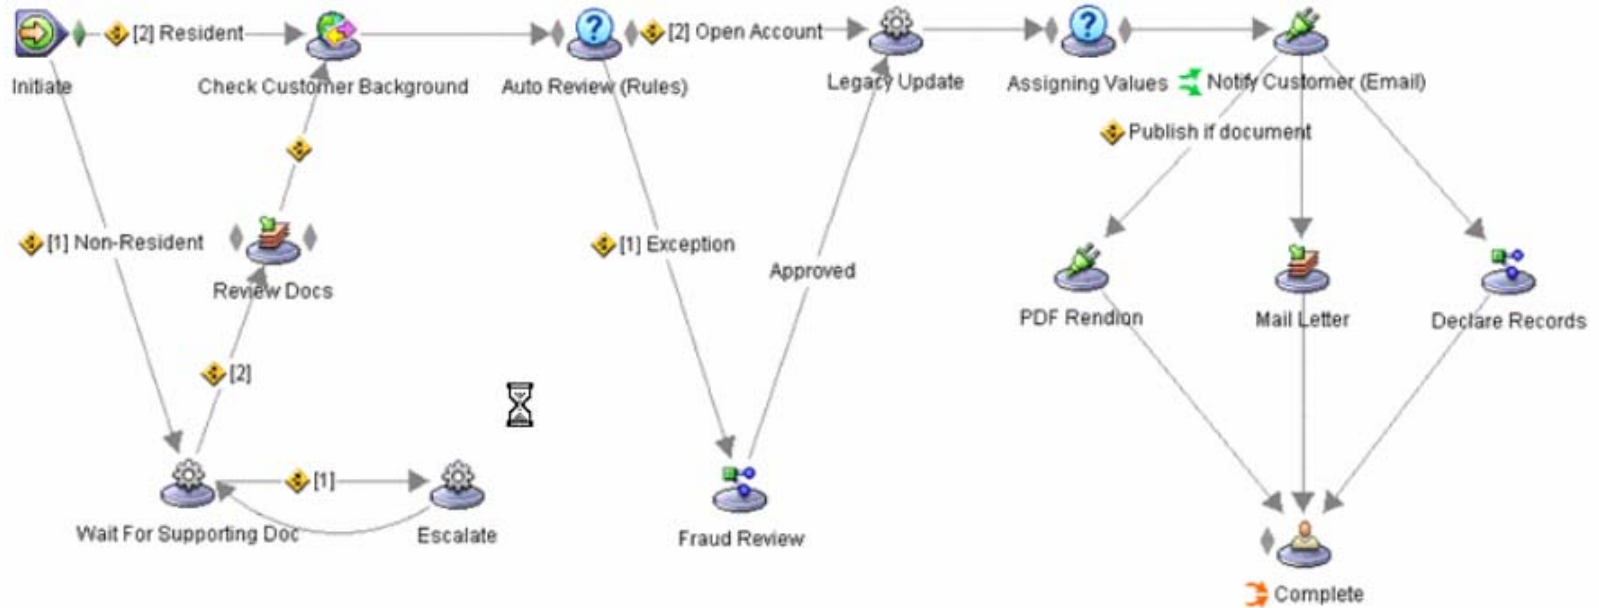 [2] Resident
[2] Open Account
Initiate
Check Customer Background
Auto Review (Rules)
Legacy Update
Assigning Values
Notify Customer (Email)
Publish if document
[1] Non-Resident
[1] Exception
Approved
Review Docs
PDF Rendion
Mail Letter
Declare Records
[2]
[1]
Wait For Supporting Doc
Escalate
Fraud Review
Complete